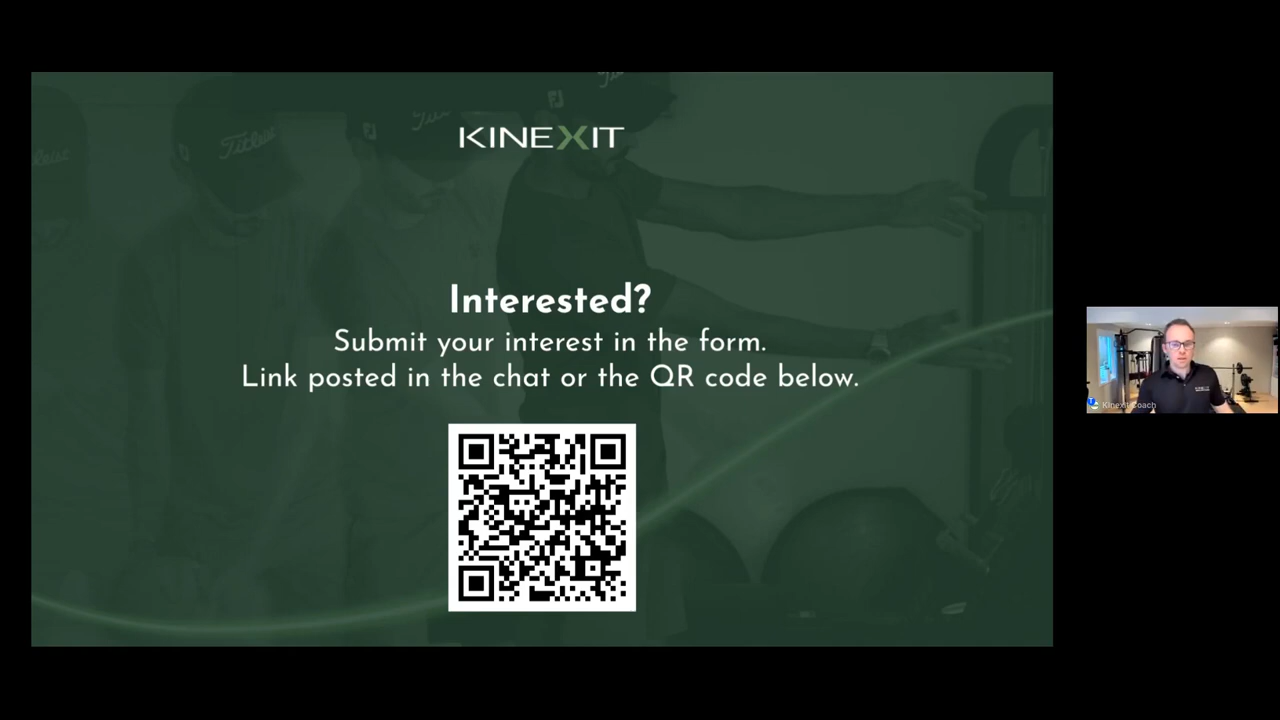 KINEXIT
Titleist
Interested?
Submit your interest in the form.
Link posted in the chat or the QR code below.
Kinexit Coach